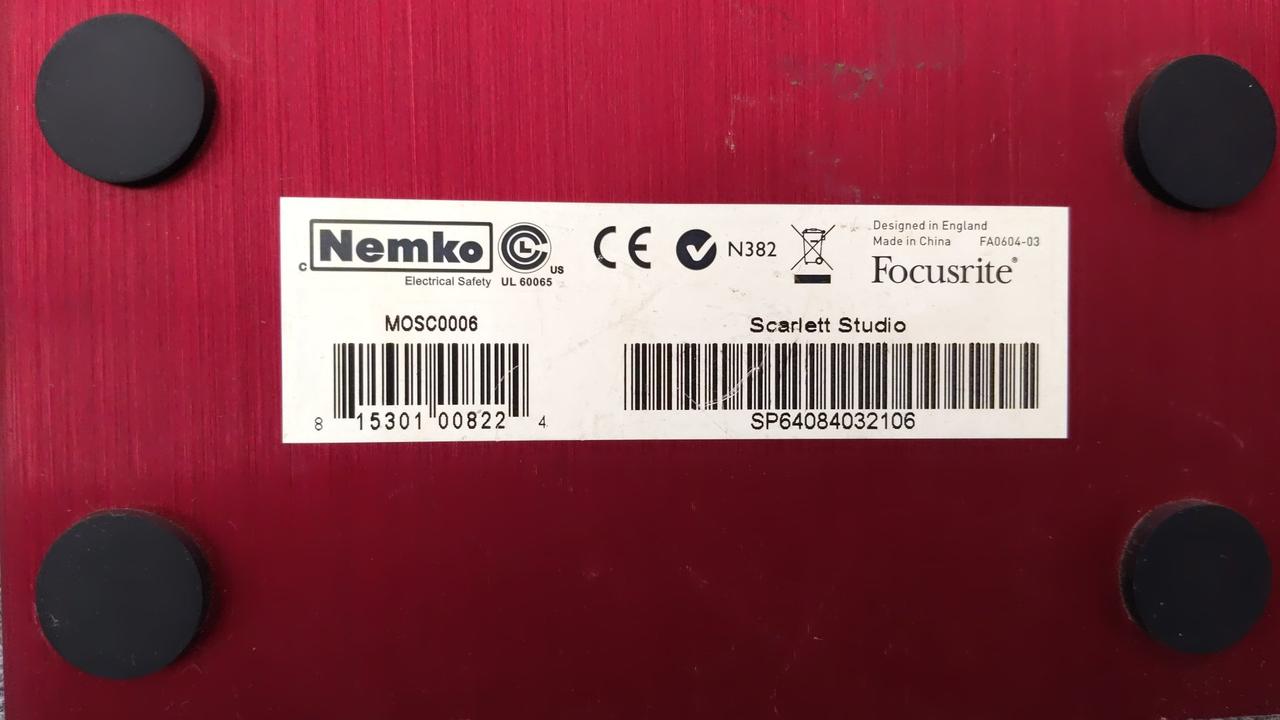 c Nemko US
Electrical Safety UL 60065
CE N382
Designed in England
Made in China FA0604-03
Focusrite®
MOSC0006
8 15301 00822 4
Scarlett Studio
SP64084032106